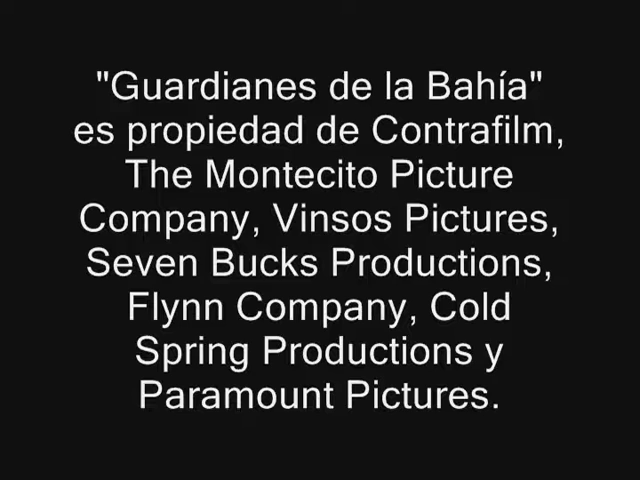 "Guardianes de la Bahía"
es propiedad de Contrafilm,
The Montecito Picture
Company, Vinsos Pictures,
Seven Bucks Productions,
Flynn Company, Cold
Spring Productions y
Paramount Pictures.